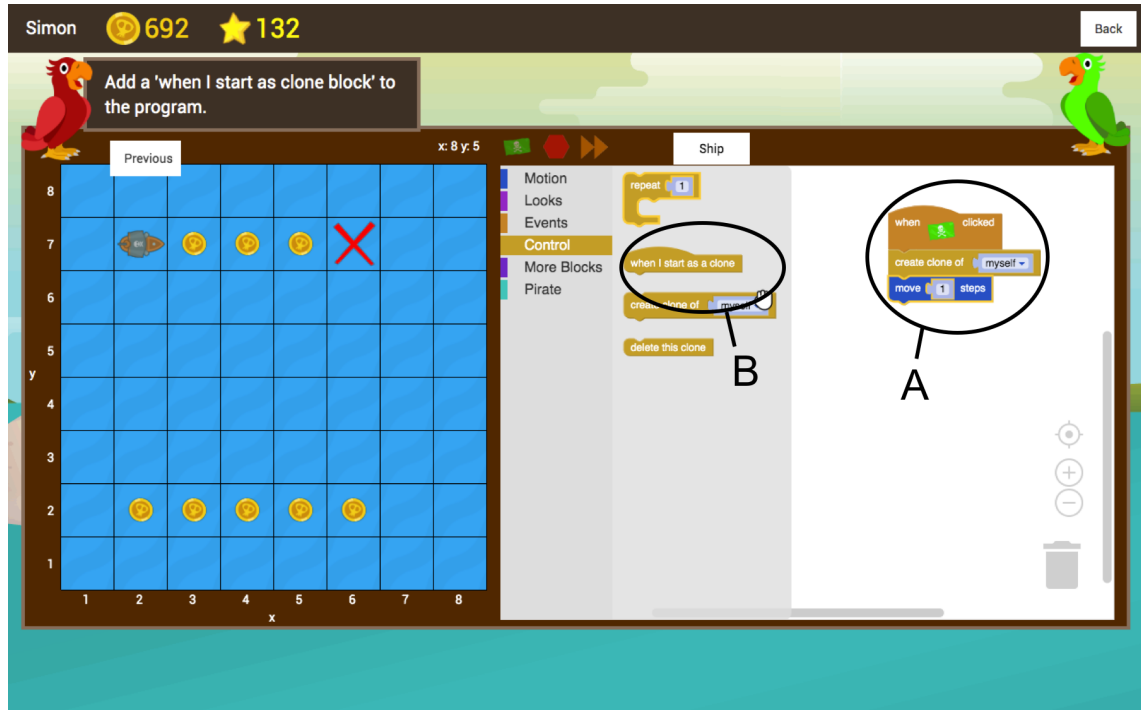 Simon
692
132
Back
Add a 'when I start as clone block' to
the program.
Previous
x: 8 y: 5
Ship
8
7
6
5
y
4
3
2
1
1 2 3 4 5 6 7 8
x
Motion
Looks
Events
Control
More Blocks
Pirate
repeat 1
when I start as a clone
create clone of myself
delete this clone
B
when clicked
create clone of myself
move 1 steps
A